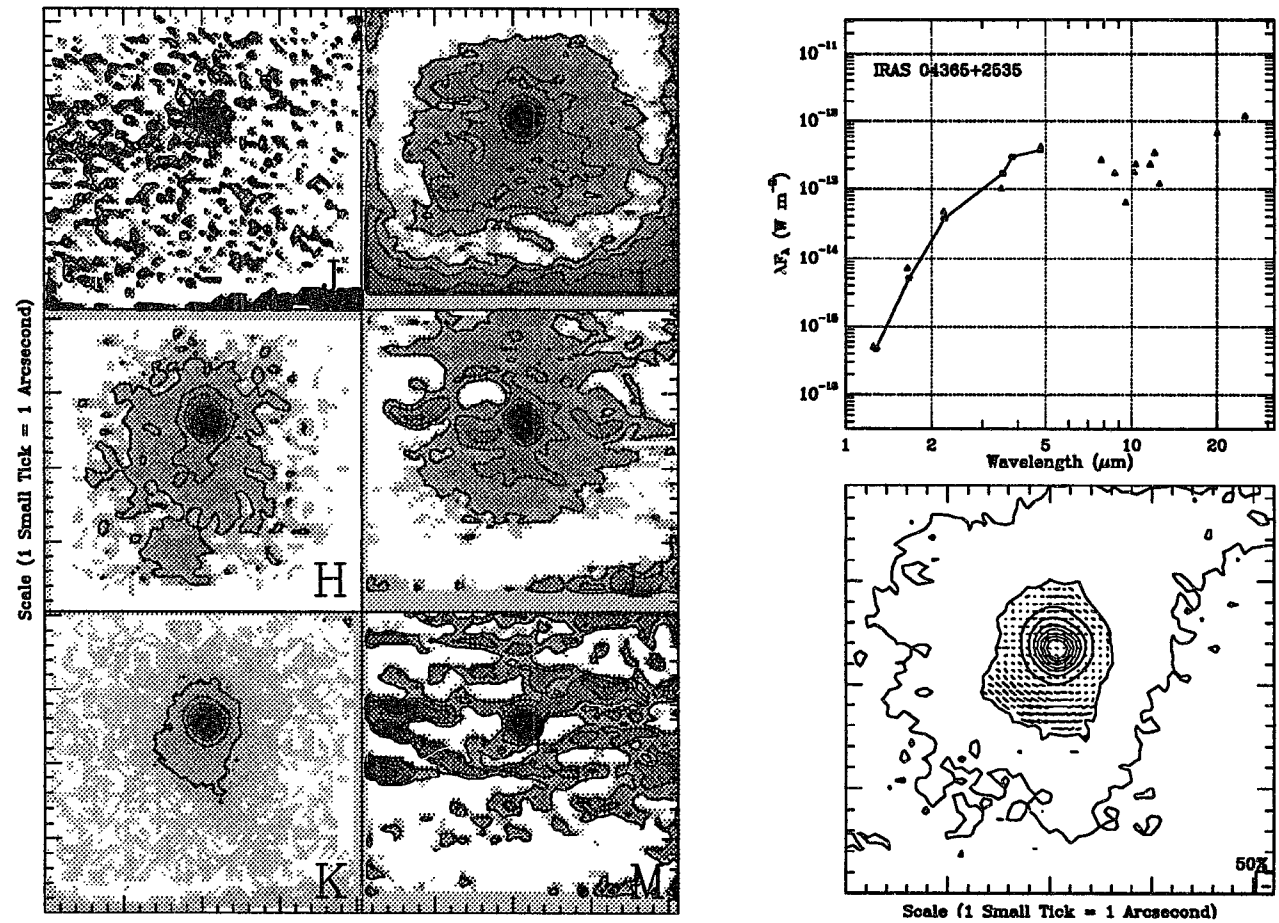 Scale (1 Small Tick = 1 Arcsecond)
J
H
K
M
IRAS 04365+2535
λF_λ (W m⁻²)
10⁻¹¹
10⁻¹²
10⁻¹³
10⁻¹⁴
10⁻¹⁵
10⁻¹⁶
1 2 5 10 20
Wavelength (μm)
50%
Scale (1 Small Tick = 1 Arcsecond)